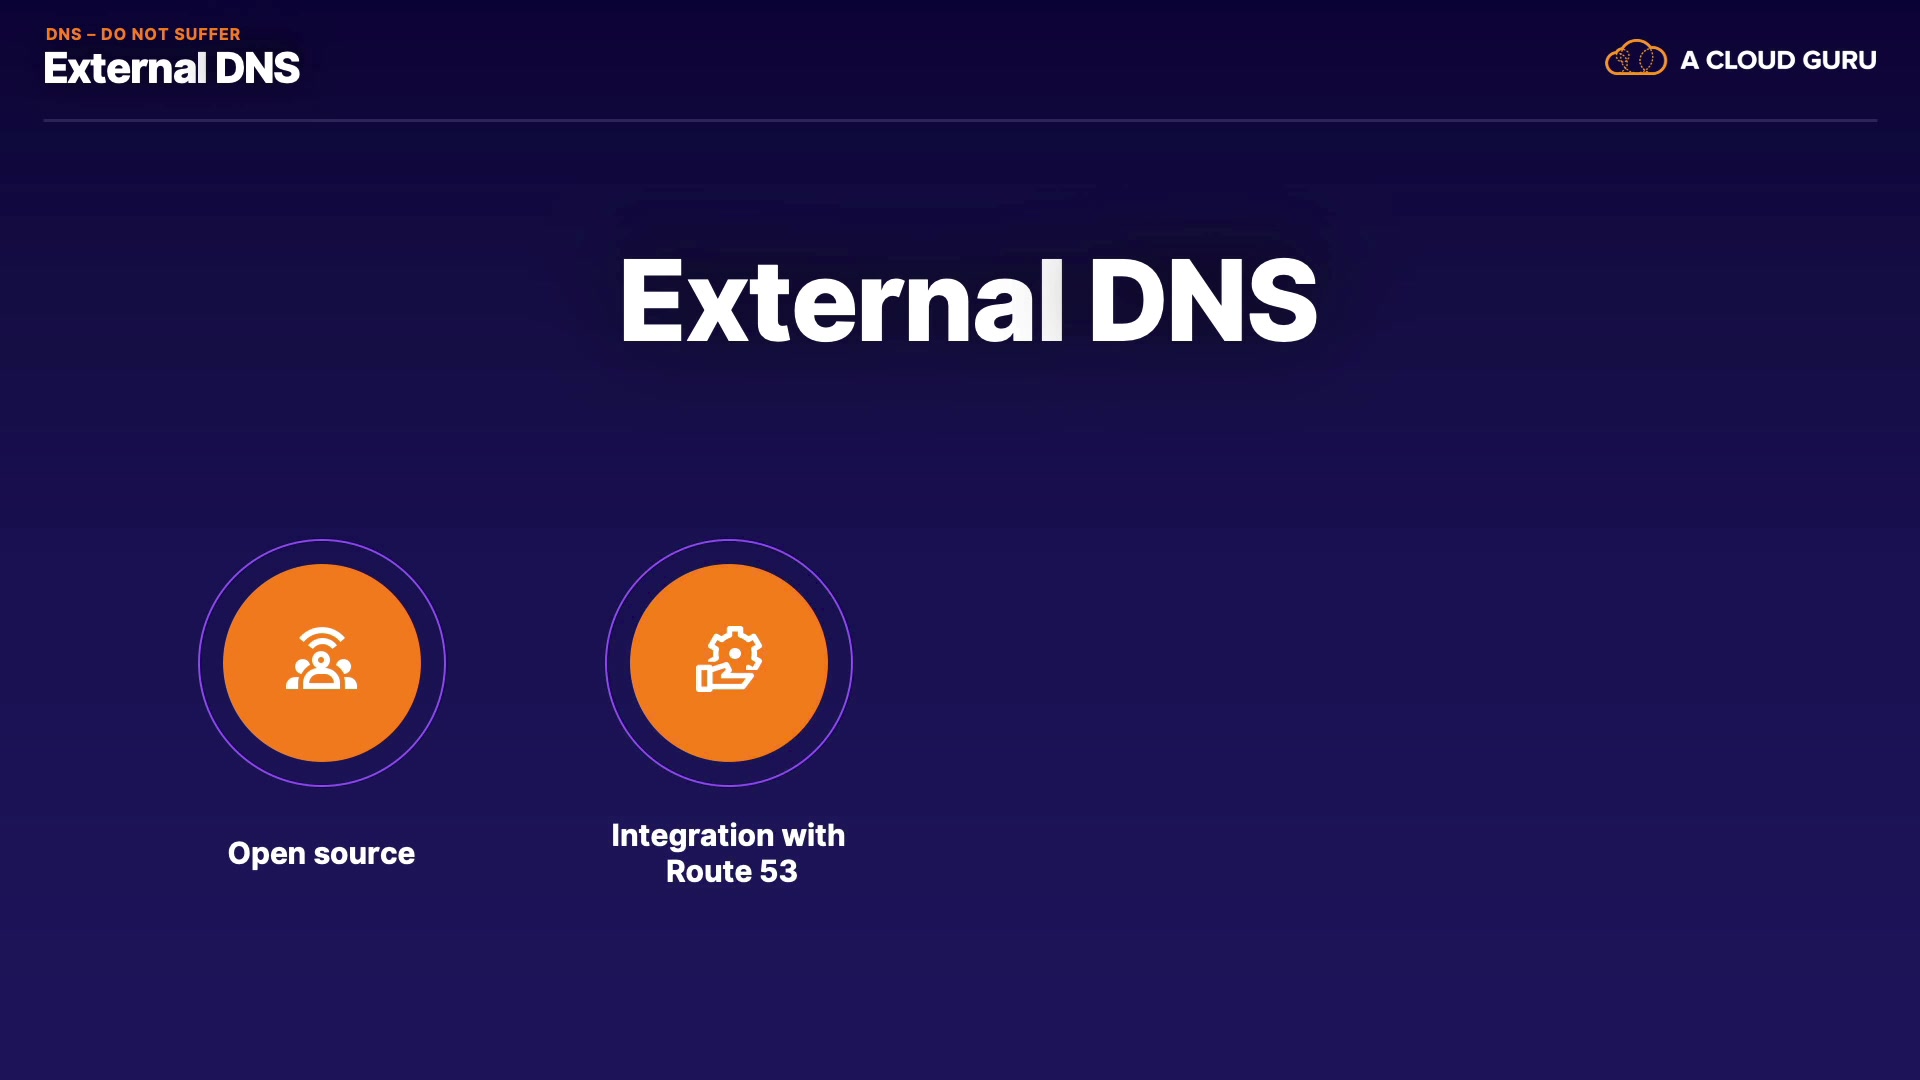 DNS – DO NOT SUFFER
External DNS
A CLOUD GURU
External DNS
Open source
Integration with
Route 53